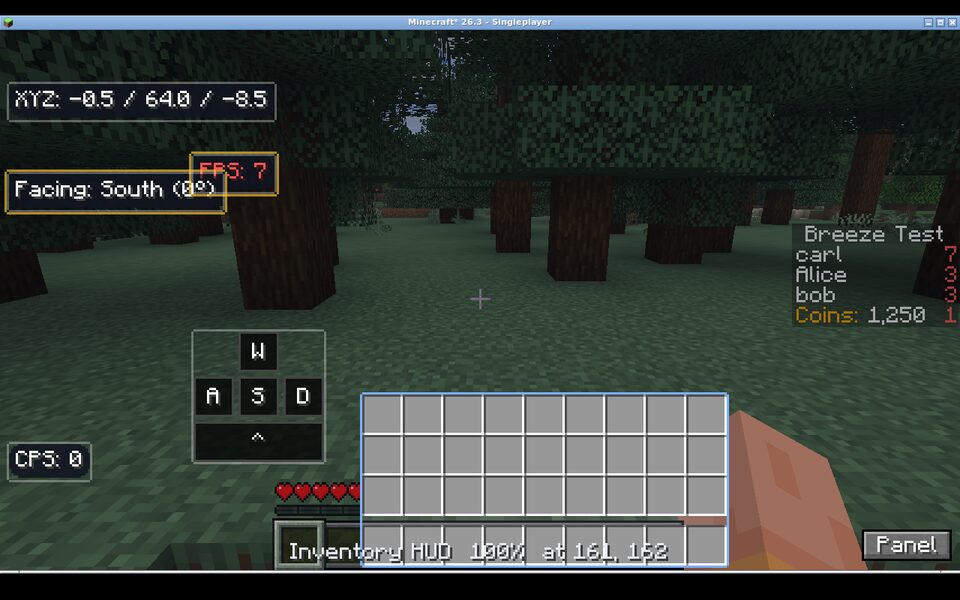 Minecraft* 26.3 - Singleplayer
XYZ: -0.5 / 64.0 / -8.5
FPS: 7
Facing: South (0°)
Breeze Test
carl 7
Alice 3
bob 3
Coins: 1,250 1
W
A S D
^
CPS: 0
Inventory HUD 100% at 161, 162
Panel